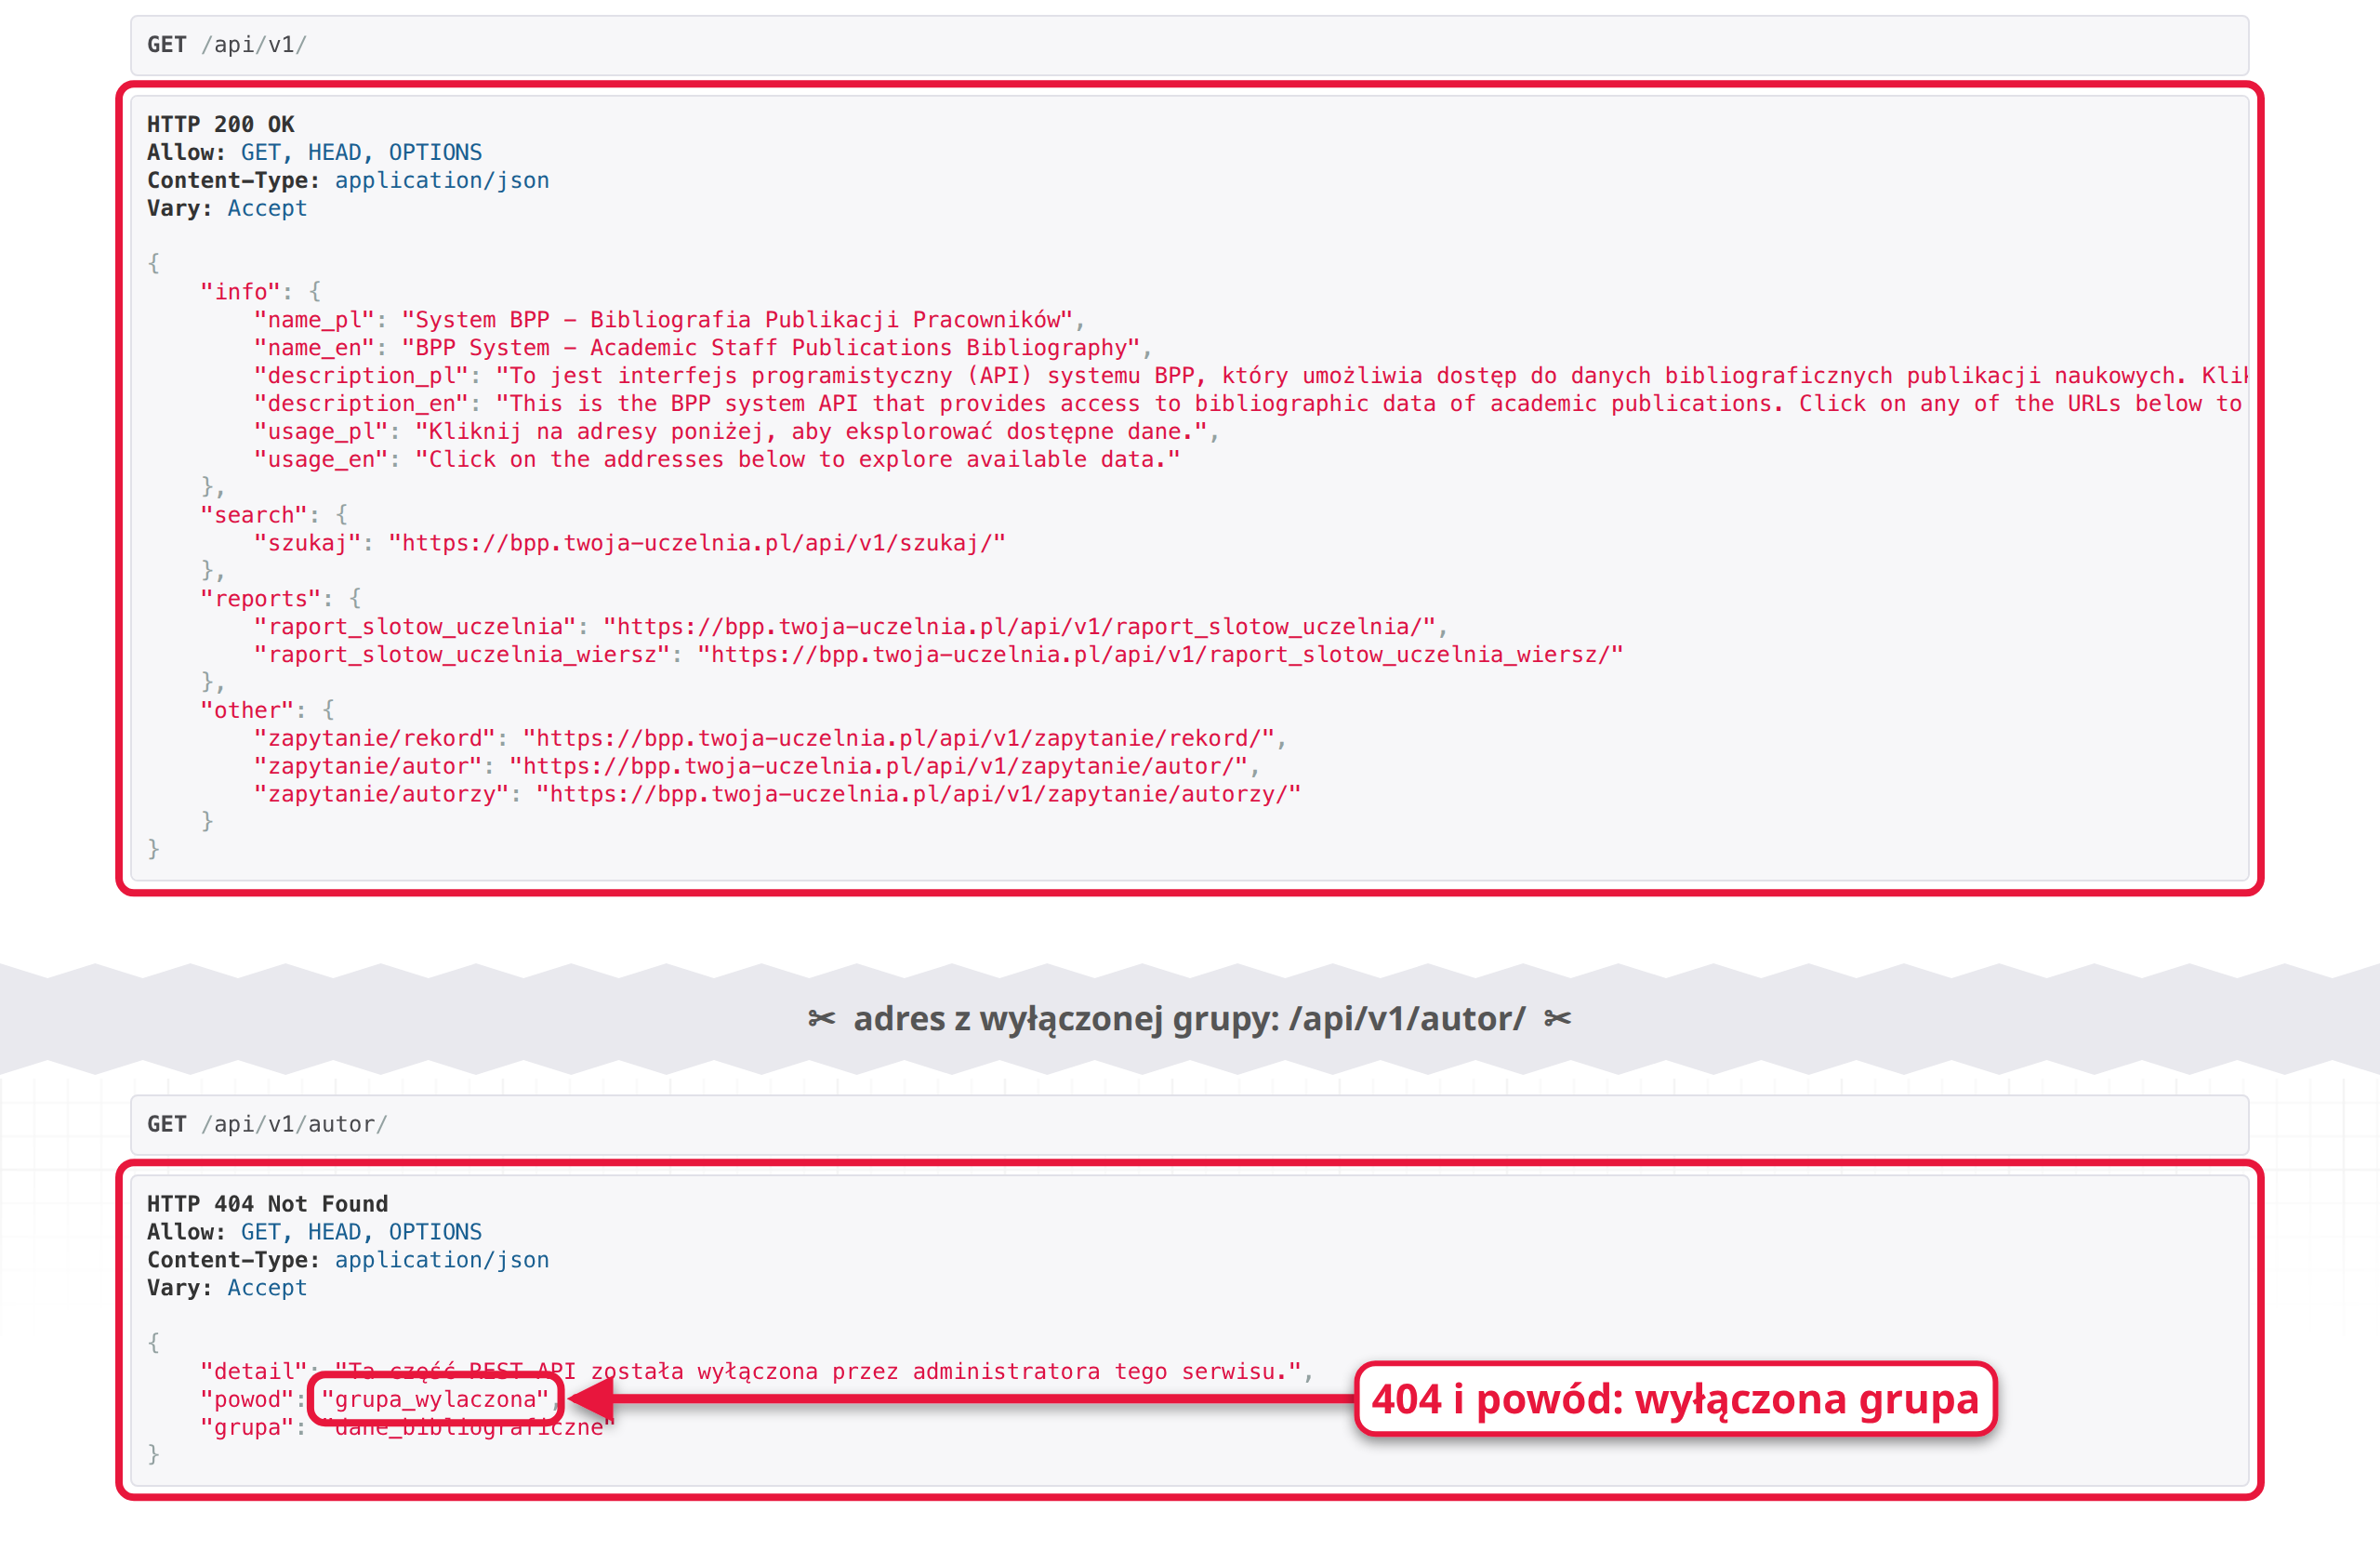 GET /api/v1/
HTTP 200 OK
Allow: GET, HEAD, OPTIONS
Content-Type: application/json
Vary: Accept
{
"info": {
"name_pl": "System BPP - Bibliografia Publikacji Pracowników",
"name_en": "BPP System - Academic Staff Publications Bibliography",
"description_pl": "To jest interfejs programistyczny (API) systemu BPP, który umożliwia dostęp do danych bibliograficznych publikacji naukowych.
"description_en": "This is the BPP system API that provides access to bibliographic data of academic publications. Click on any of the URLs below to
"usage_pl": "Kliknij na adresy poniżej, aby eksplorować dostępne dane.",
"usage_en": "Click on the addresses below to explore available data."
},
"search": {
"szukaj": "https://bpp.twoja-uczelnia.pl/api/v1/szukaj/"
},
"reports": {
"raport_slotow_uczelnia": "https://bpp.twoja-uczelnia.pl/api/v1/raport_slotow_uczelnia/",
"raport_slotow_uczelnia_wiersz": "https://bpp.twoja-uczelnia.pl/api/v1/raport_slotow_uczelnia_wiersz/"
},
"other": {
"zapytanie/rekord": "https://bpp.twoja-uczelnia.pl/api/v1/zapytanie/rekord/",
"zapytanie/autor": "https://bpp.twoja-uczelnia.pl/api/v1/zapytanie/autor/",
"zapytanie/autorzy": "https://bpp.twoja-uczelnia.pl/api/v1/zapytanie/autorzy/"
}
}
✂ adres z wyłączonej grupy: /api/v1/autor/ ✂
GET /api/v1/autor/
HTTP 404 Not Found
Allow: GET, HEAD, OPTIONS
Content-Type: application/json
Vary: Accept
{
"detail": "Ta część REST API została wyłączona przez administratora tego serwisu.",
"powod": "grupa_wylaczona",
404 i powód: wyłączona grupa
"grupa": "dane_bibliograficzne"
}